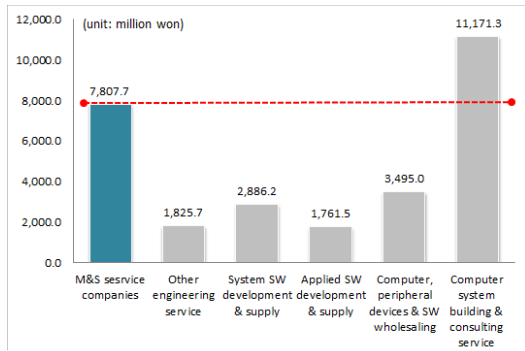 12,000.0
(unit: million won)
11,171.3
10,000.0
7,807.7
8,000.0
6,000.0
4,000.0
3,495.0
2,886.2
2,000.0
1,825.7
1,761.5
0.0
M&S sesrvice
companies
Other
engineering
service
System SW
development
& supply
Applied SW
development
& supply
Computer,
peripheral
devices & SW
wholesaling
Computer
system
building &
consulting
service